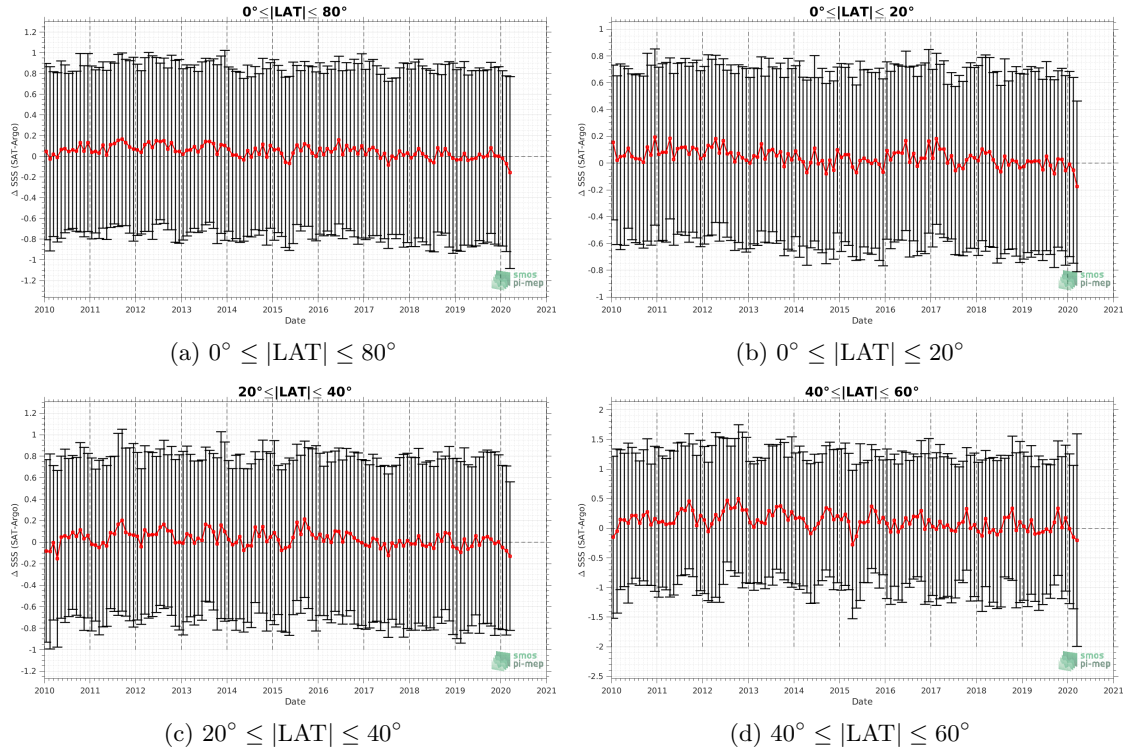 0°≤|LAT|≤ 80°
1.2
1
0.8
0.6
0.4
0.2
0
-0.2
-0.4
-0.6
-0.8
-1
-1.2
Δ SSS (SAT-Argo)
2010 2011 2012 2013 2014 2015 2016 2017 2018 2019 2020 2021
Date
smos
pi-mep
(a) 0° ≤ |LAT| ≤ 80°
0°≤|LAT|≤ 20°
1
0.8
0.6
0.4
0.2
0
-0.2
-0.4
-0.6
-0.8
-1
Δ SSS (SAT-Argo)
2010 2011 2012 2013 2014 2015 2016 2017 2018 2019 2020 2021
Date
smos
pi-mep
(b) 0° ≤ |LAT| ≤ 20°
20°≤|LAT|≤ 40°
1.2
1
0.8
0.6
0.4
0.2
0
-0.2
-0.4
-0.6
-0.8
-1
-1.2
Δ SSS (SAT-Argo)
2010 2011 2012 2013 2014 2015 2016 2017 2018 2019 2020 2021
Date
smos
pi-mep
(c) 20° ≤ |LAT| ≤ 40°
40°≤|LAT|≤ 60°
2
1.5
1
0.5
0
-0.5
-1
-1.5
-2
-2.5
Δ SSS (SAT-Argo)
2010 2011 2012 2013 2014 2015 2016 2017 2018 2019 2020 2021
Date
smos
pi-mep
(d) 40° ≤ |LAT| ≤ 60°